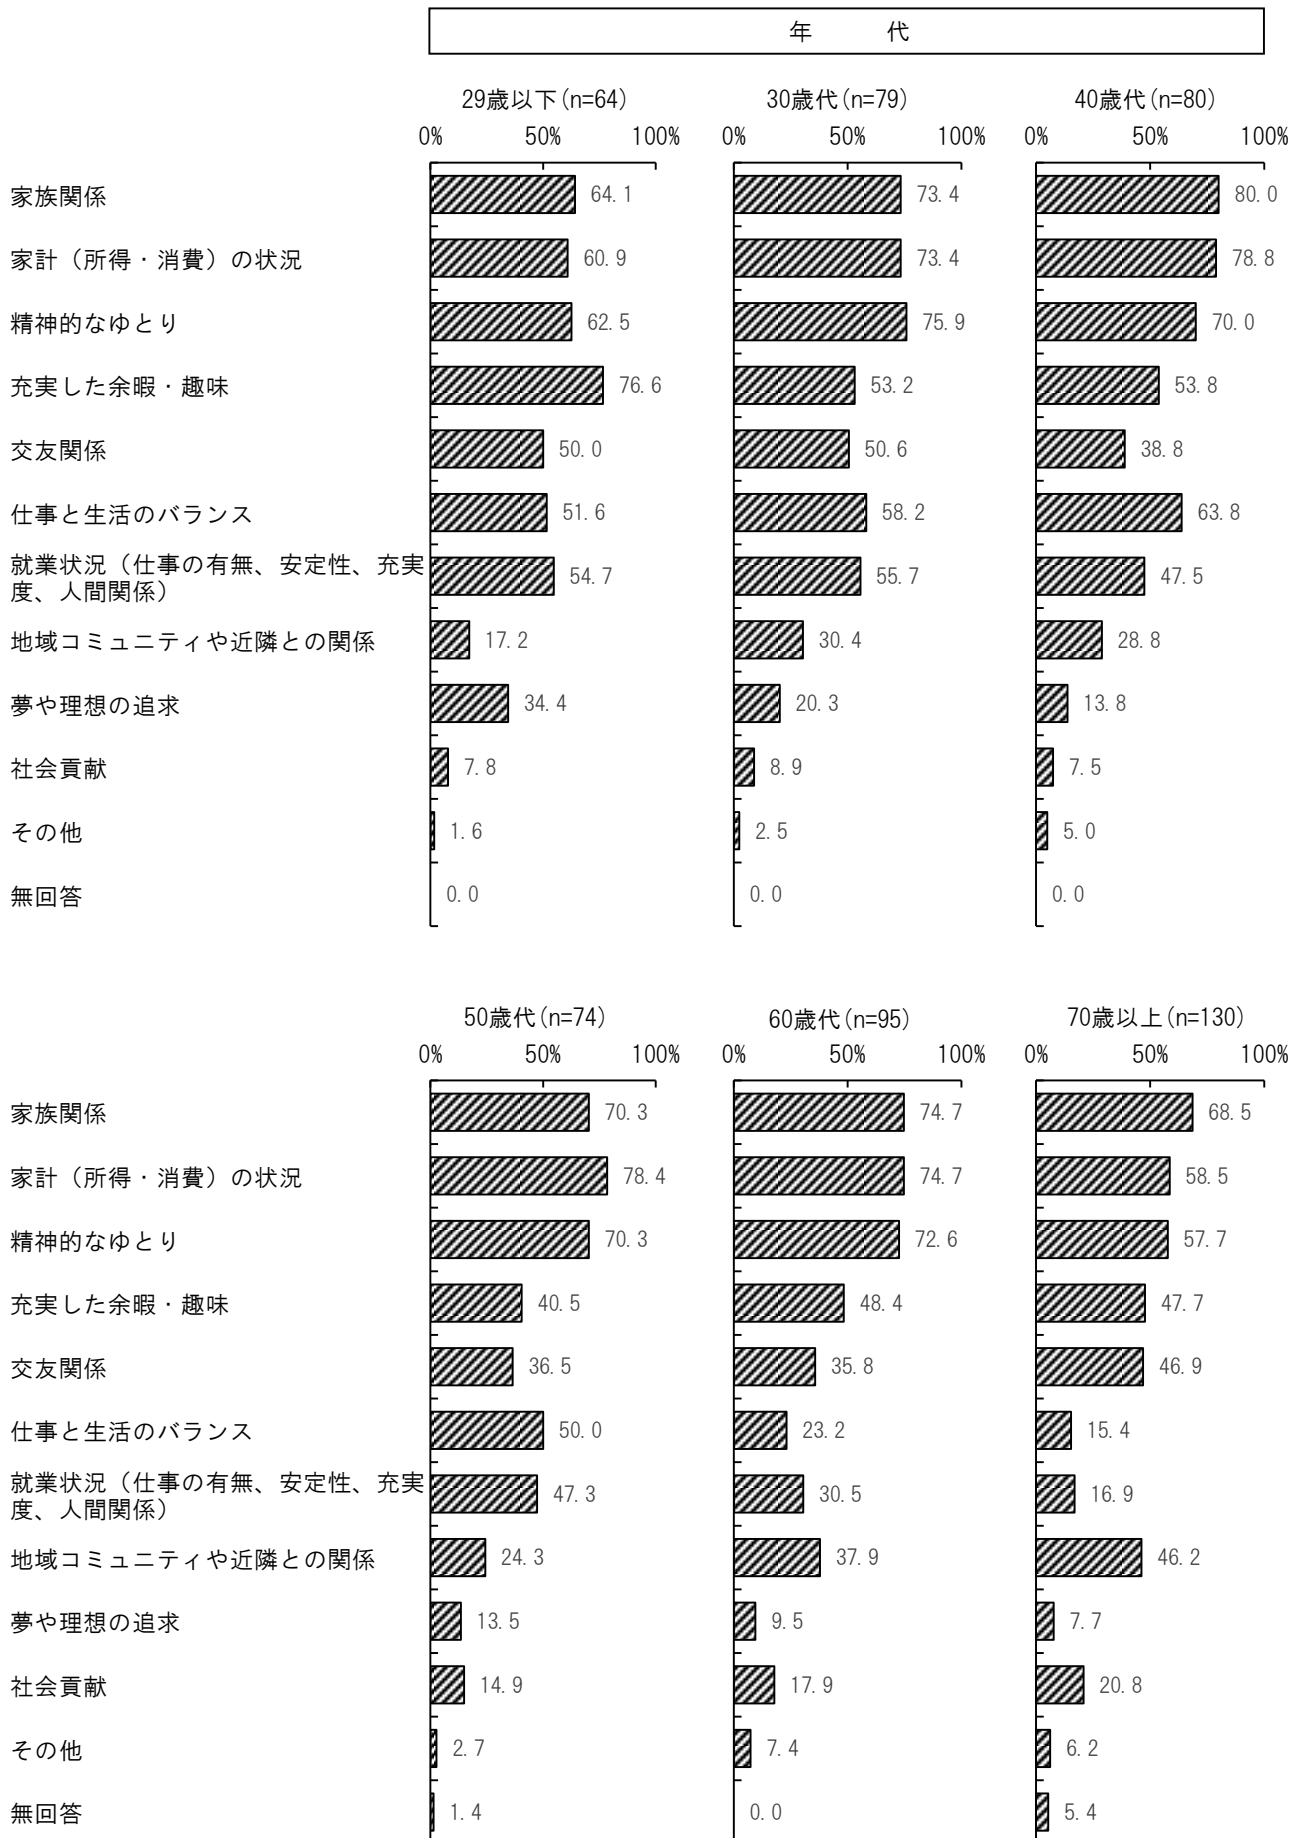 年　代
29歳以下(n=64) 30歳代(n=79) 40歳代(n=80)
0% 50% 100% 0% 50% 100% 0% 50% 100%
家族関係 64.1 73.4 80.0
家計（所得・消費）の状況 60.9 73.4 78.8
精神的なゆとり 62.5 75.9 70.0
充実した余暇・趣味 76.6 53.2 53.8
交友関係 50.0 50.6 38.8
仕事と生活のバランス 51.6 58.2 63.8
就業状況（仕事の有無、安定性、充実
度、人間関係） 54.7 55.7 47.5
地域コミュニティや近隣との関係 17.2 30.4 28.8
夢や理想の追求 34.4 20.3 13.8
社会貢献 7.8 8.9 7.5
その他 1.6 2.5 5.0
無回答 0.0 0.0 0.0
50歳代(n=74) 60歳代(n=95) 70歳以上(n=130)
0% 50% 100% 0% 50% 100% 0% 50% 100%
家族関係 70.3 74.7 68.5
家計（所得・消費）の状況 78.4 74.7 58.5
精神的なゆとり 70.3 72.6 57.7
充実した余暇・趣味 40.5 48.4 47.7
交友関係 36.5 35.8 46.9
仕事と生活のバランス 50.0 23.2 15.4
就業状況（仕事の有無、安定性、充実
度、人間関係） 47.3 30.5 16.9
地域コミュニティや近隣との関係 24.3 37.9 46.2
夢や理想の追求 13.5 9.5 7.7
社会貢献 14.9 17.9 20.8
その他 2.7 7.4 6.2
無回答 1.4 0.0 5.4